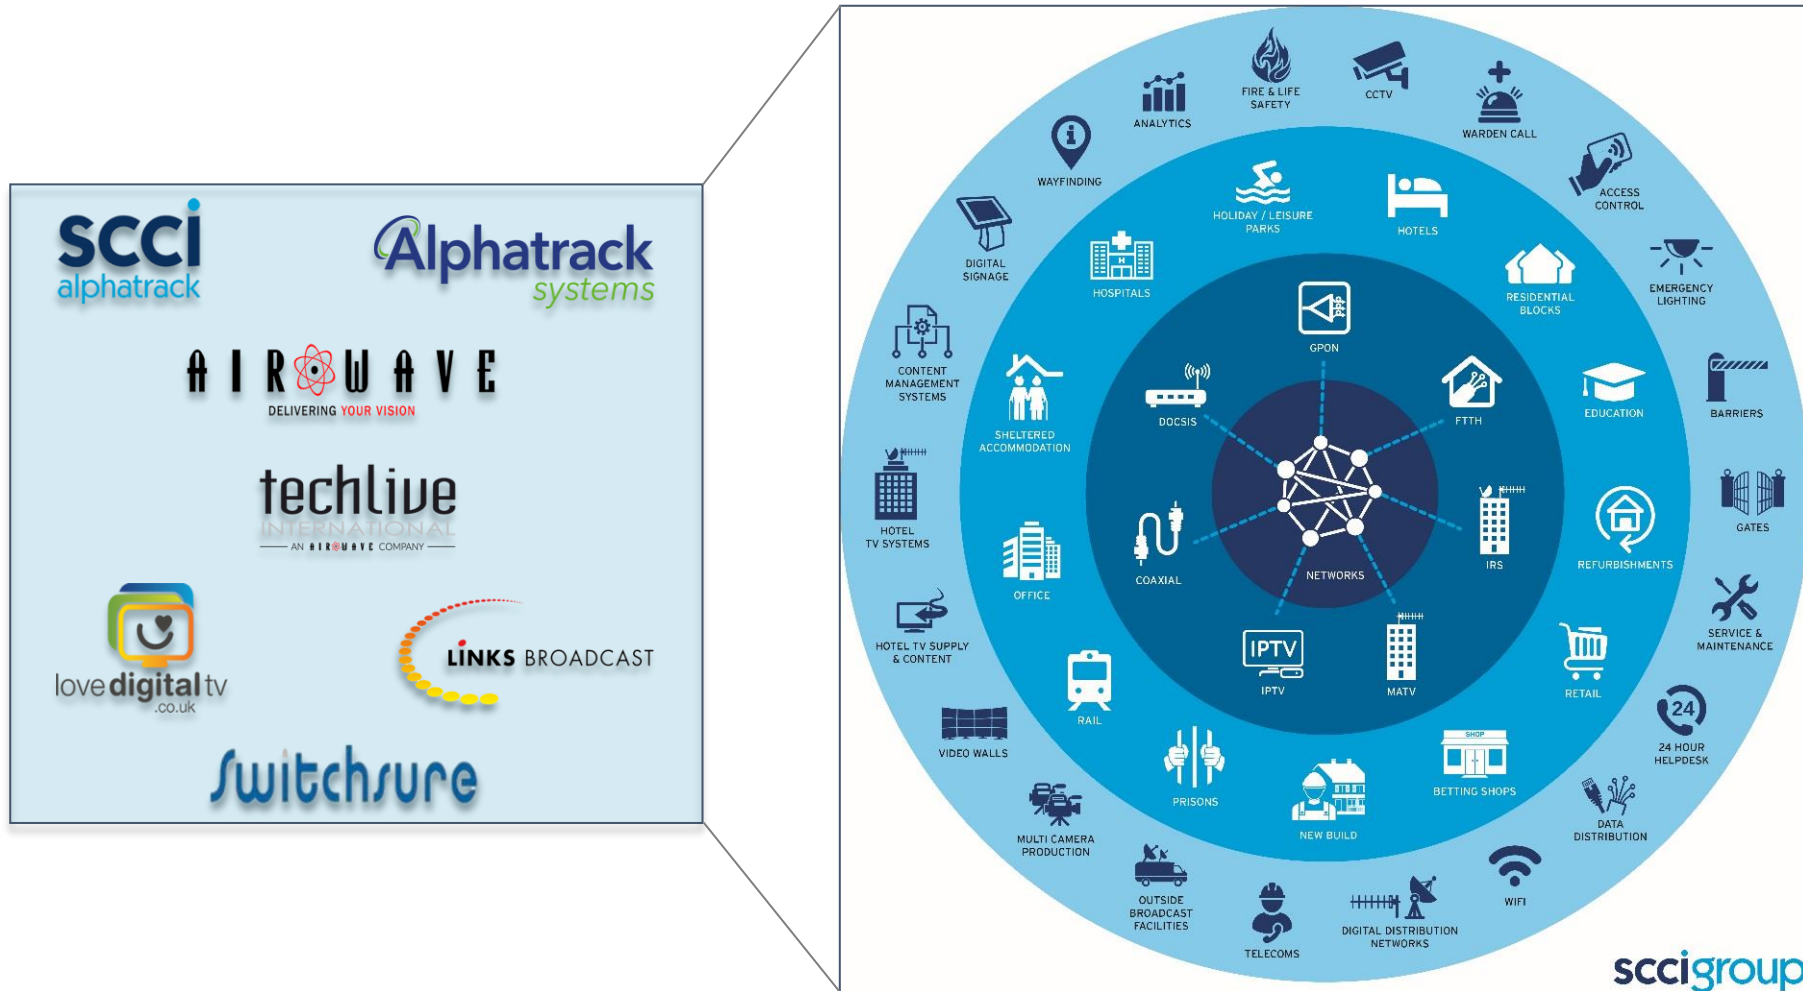 scci
alphatrack
Alphatrack
systems
AIRWAVE
DELIVERING YOUR VISION
techlive
INTERNATIONAL
AN AIRWAVE COMPANY
love digital tv
.co.uk
LINKS BROADCAST
Switchsure
FIRE & LIFE
SAFETY
CCTV
WARDEN CALL
ACCESS
CONTROL
EMERGENCY
LIGHTING
BARRIERS
GATES
SERVICE &
MAINTENANCE
24
24 HOUR
HELPDESK
DATA
DISTRIBUTION
WIFI
DIGITAL DISTRIBUTION
NETWORKS
TELECOMS
OUTSIDE
BROADCAST
FACILITIES
MULTI CAMERA
PRODUCTION
VIDEO WALLS
HOTEL TV SUPPLY
& CONTENT
HOTEL
TV SYSTEMS
CONTENT
MANAGEMENT
SYSTEMS
DIGITAL
SIGNAGE
WAYFINDING
ANALYTICS
HOLIDAY / LEISURE
PARKS
HOTELS
RESIDENTIAL
BLOCKS
EDUCATION
REFURBISHMENTS
RETAIL
SHOP
BETTING SHOPS
NEW BUILD
PRISONS
RAIL
OFFICE
SHELTERED
ACCOMMODATION
H
HOSPITALS
GPON
FTTH
IRS
MATV
IPTV
IPTV
COAXIAL
DOCSIS
NETWORKS
scci group